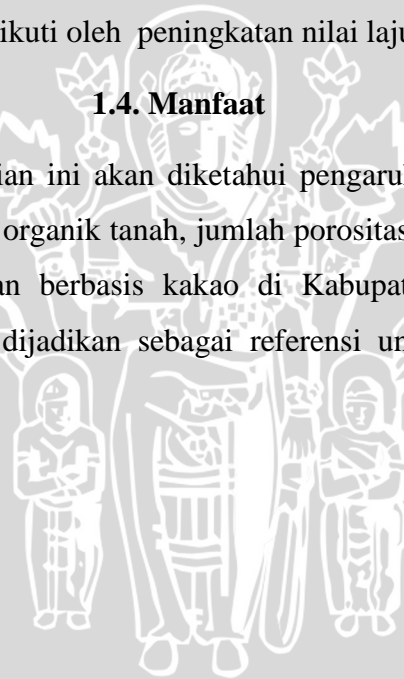 ikuti oleh peningkatan nilai laju
1.4. Manfaat
ian ini akan diketahui pengaruh
organik tanah, jumlah porositas
an berbasis kakao di Kabupat
dijadikan sebagai referensi un